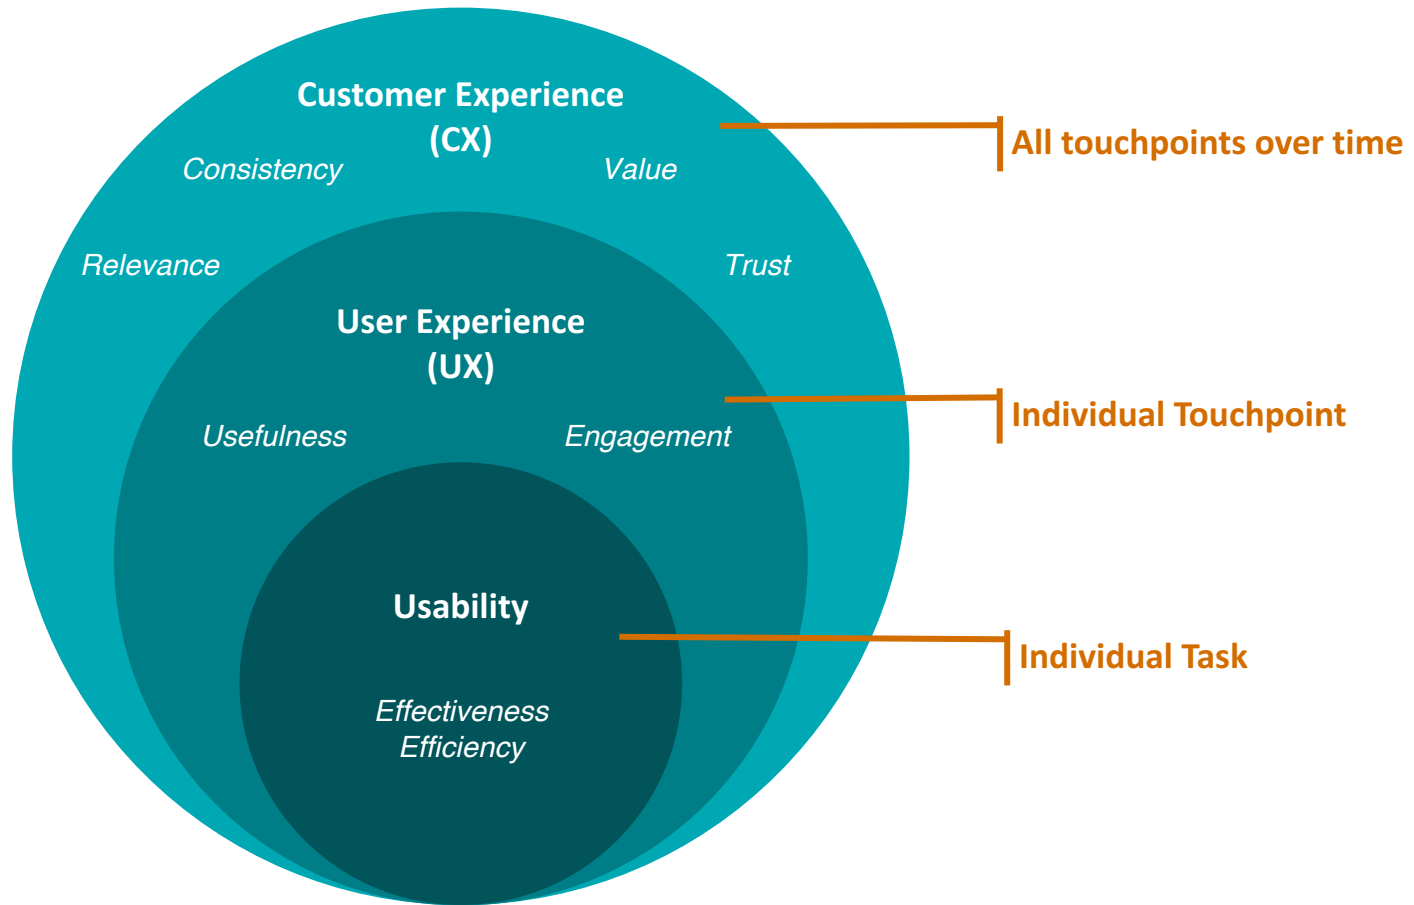 Customer Experience
(CX)
All touchpoints over time
Consistency
Value
Relevance
Trust
User Experience
(UX)
Individual Touchpoint
Usefulness
Engagement
Usability
Individual Task
Effectiveness
Efficiency